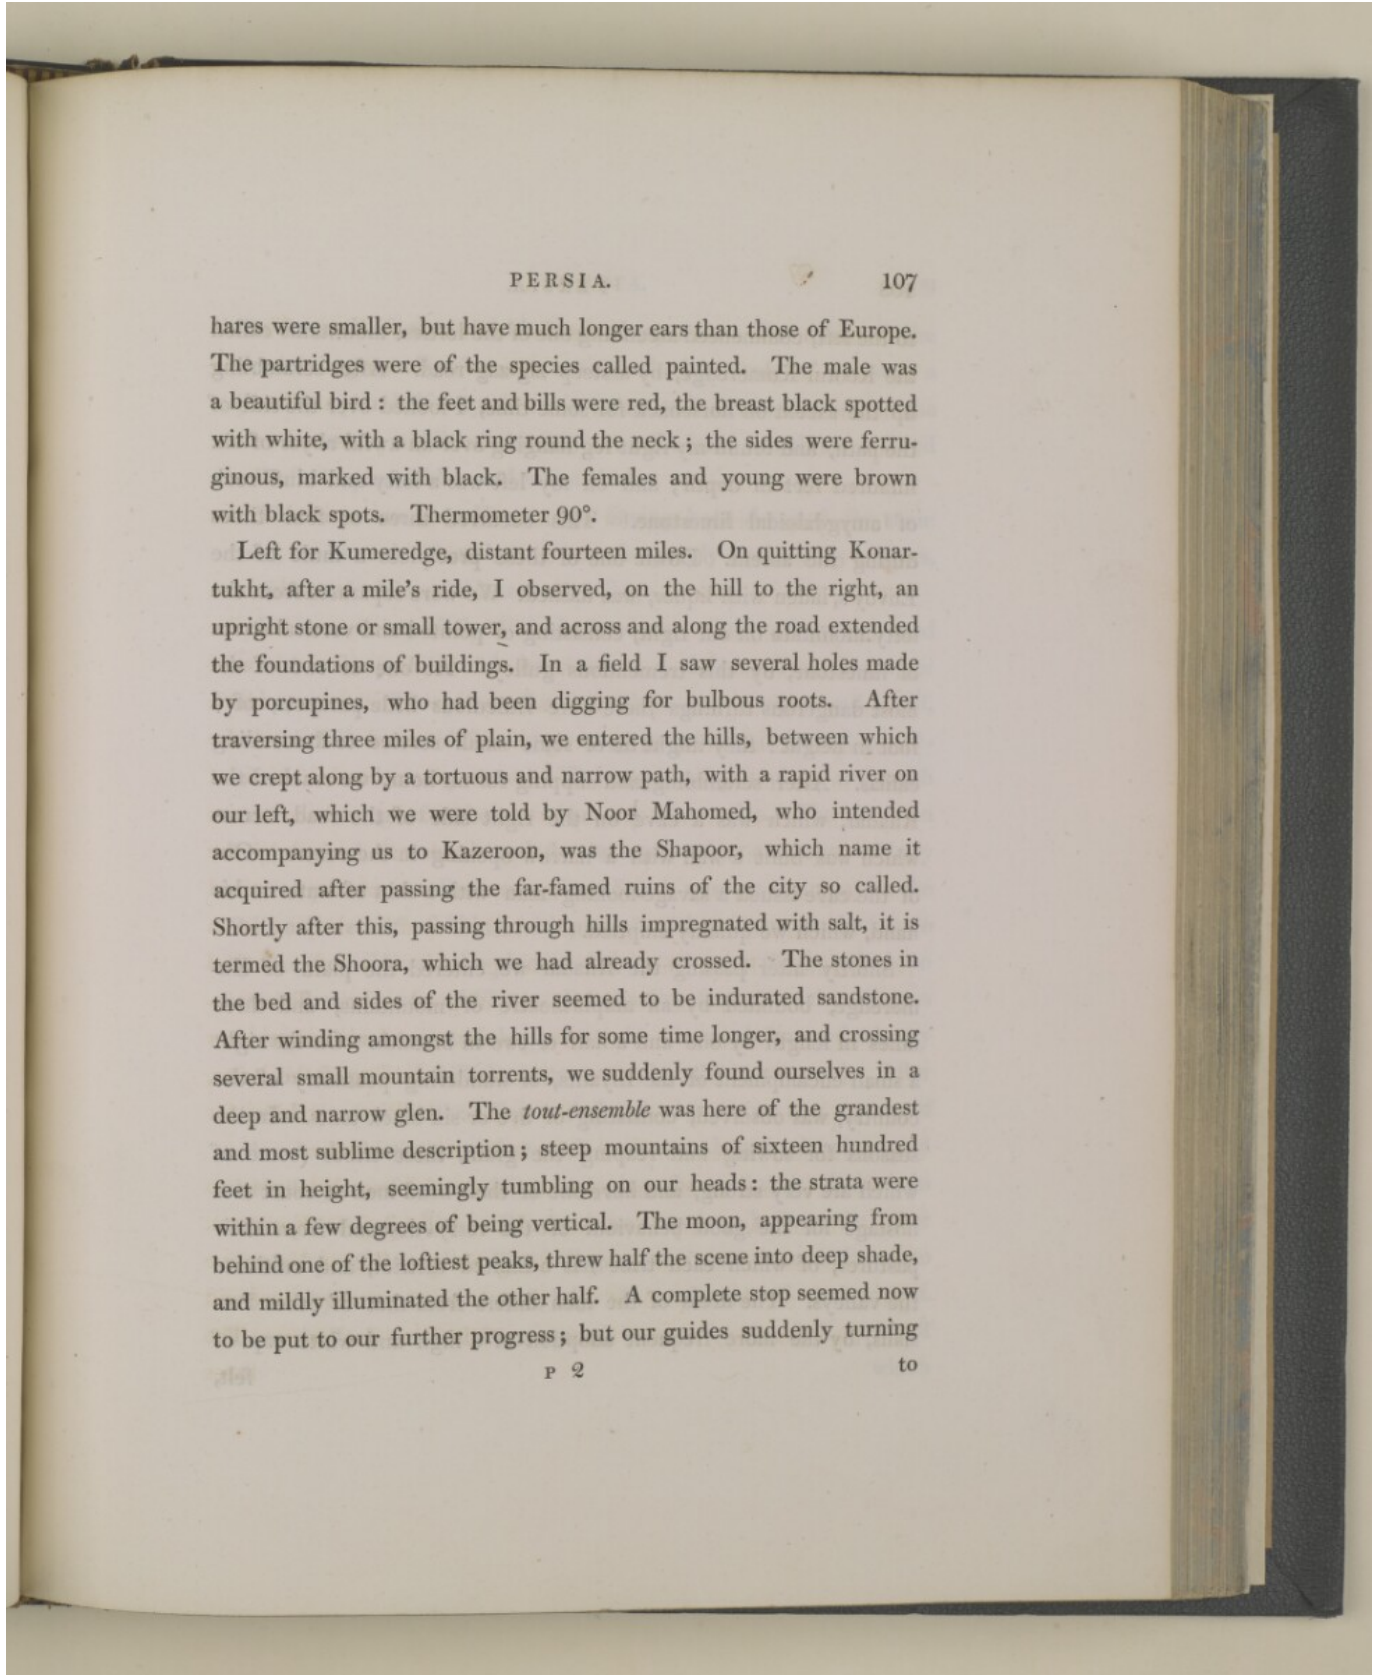 PERSIA. 107
hares were smaller, but have much longer ears than those of Europe.
The partridges were of the species called painted. The male was
a beautiful bird : the feet and bills were red, the breast black spotted
with white, with a black ring round the neck ; the sides were ferru-
ginous, marked with black. The females and young were brown
with black spots. Thermometer 90°.
Left for Kumeredge, distant fourteen miles. On quitting Konar-
tukht, after a mile's ride, I observed, on the hill to the right, an
upright stone or small tower, and across and along the road extended
the foundations of buildings. In a field I saw several holes made
by porcupines, who had been digging for bulbous roots. After
traversing three miles of plain, we entered the hills, between which
we crept along by a tortuous and narrow path, with a rapid river on
our left, which we were told by Noor Mahomed, who intended
accompanying us to Kazeroon, was the Shapoor, which name it
acquired after passing the far-famed ruins of the city so called.
Shortly after this, passing through hills impregnated with salt, it is
termed the Shoora, which we had already crossed. The stones in
the bed and sides of the river seemed to be indurated sandstone.
After winding amongst the hills for some time longer, and crossing
several small mountain torrents, we suddenly found ourselves in a
deep and narrow glen. The tout-ensemble was here of the grandest
and most sublime description ; steep mountains of sixteen hundred
feet in height, seemingly tumbling on our heads : the strata were
within a few degrees of being vertical. The moon, appearing from
behind one of the loftiest peaks, threw half the scene into deep shade,
and mildly illuminated the other half. A complete stop seemed now
to be put to our further progress ; but our guides suddenly turning
P 2 to